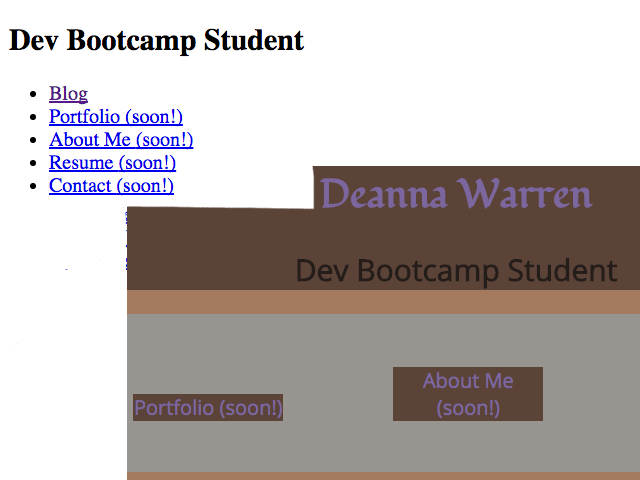 Dev Bootcamp Student
Blog
Portfolio (soon!)
About Me (soon!)
Resume (soon!)
Contact (soon!)
Deanna Warren
Dev Bootcamp Student
Portfolio (soon!)
About Me
(soon!)